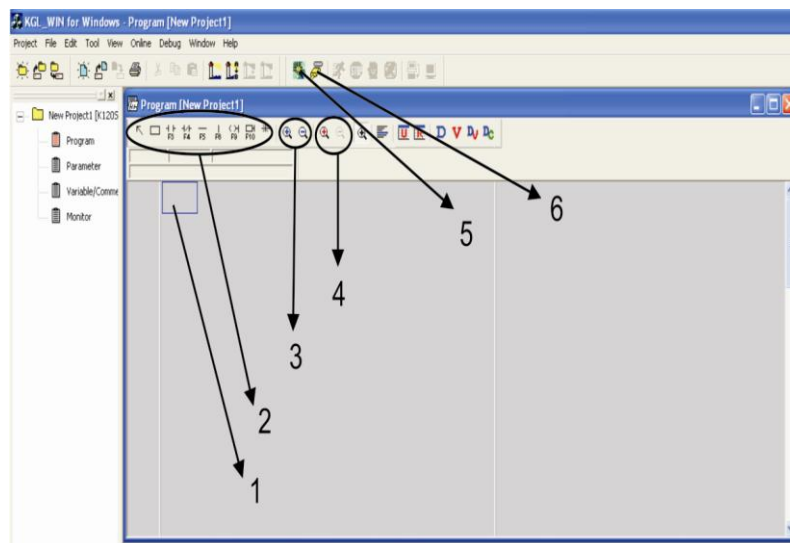 KGL_WIN for Windows - Program [New Project1]
Project File Edit Tool View Online Debug Window Help
New Project1 [K120S
Program
Parameter
Variable/Comme
Monitor
Program [New Project1]
F3 F4 F5 F6 F9 F10
U R D V
1
2
3
4
5
6